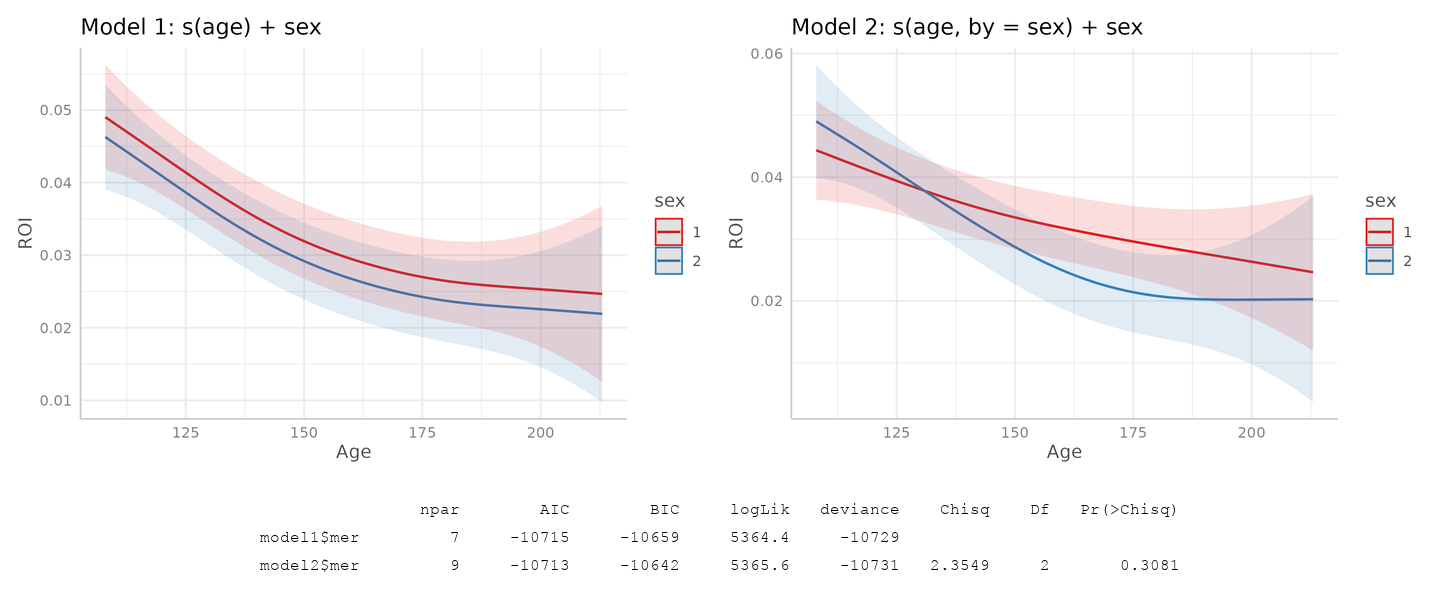 Model 1: s(age) + sex
0.05
0.04
0.03
0.02
0.01
ROI
125 150 175 200
Age
sex
1
2
Model 2: s(age, by = sex) + sex
0.06
0.04
0.02
ROI
125 150 175 200
Age
sex
1
2
npar AIC BIC logLik deviance Chisq Df Pr(>Chisq)
model1$mer 7 -10715 -10659 5364.4 -10729
model2$mer 9 -10713 -10642 5365.6 -10731 2.3549 2 0.3081